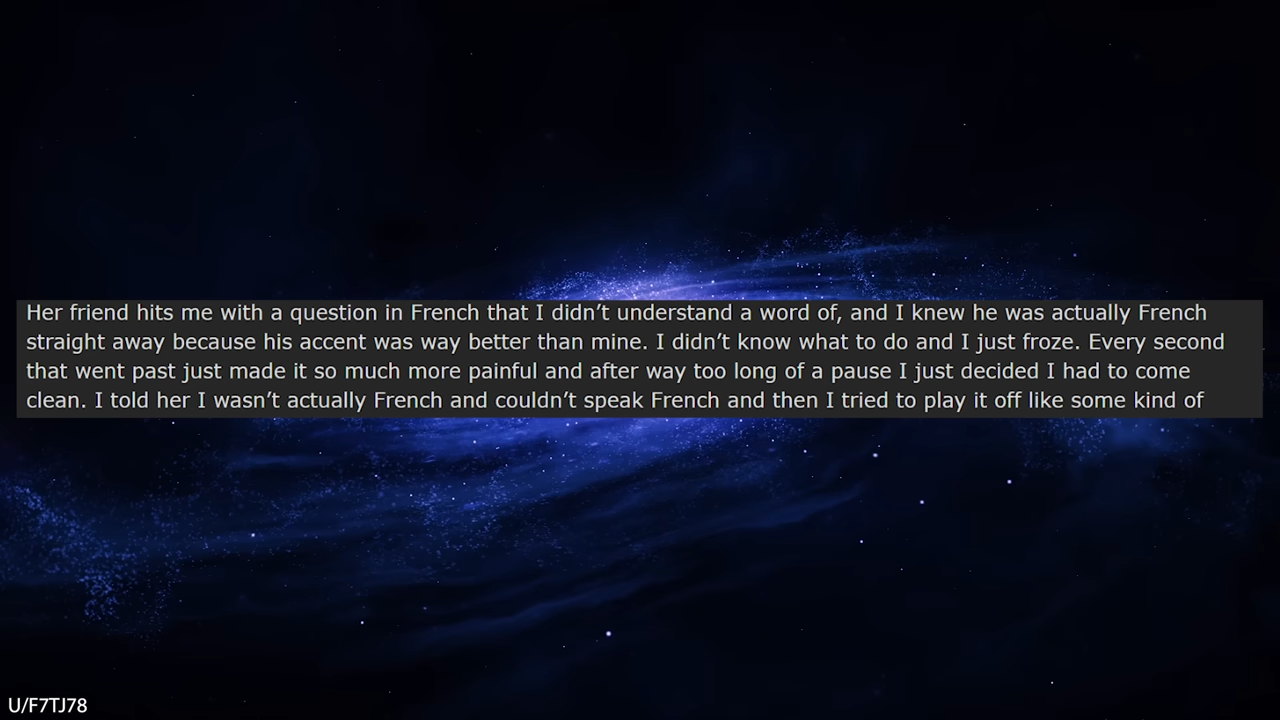 Her friend hits me with a question in French that I didn’t understand a word of, and I knew he was actually French
straight away because his accent was way better than mine. I didn’t know what to do and I just froze. Every second
that went past just made it so much more painful and after way too long of a pause I just decided I had to come
clean. I told her I wasn’t actually French and couldn’t speak French and then I tried to play it off like some kind of
U/F7TJ78